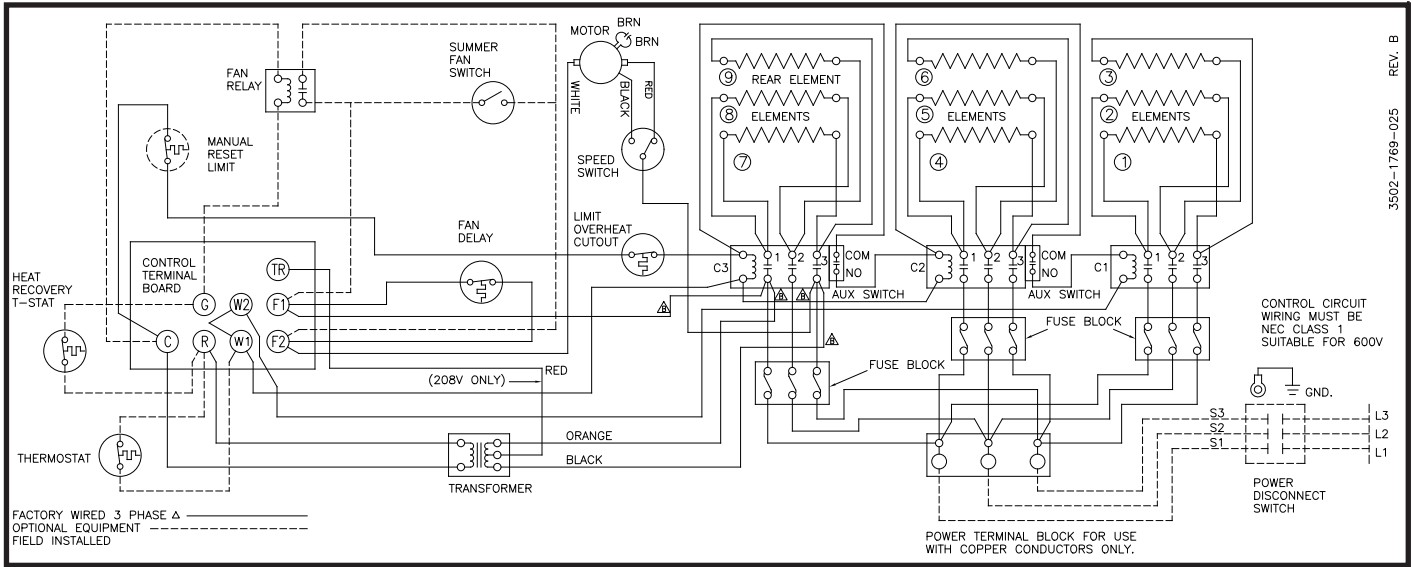 MOTOR
BRN
BRN
SUMMER
FAN
SWITCH
FAN
RELAY
WHITE
BLACK
RED
MANUAL
RESET
LIMIT
SPEED
SWITCH
9
REAR ELEMENT
8
ELEMENTS
7
6
5
ELEMENTS
4
3
2
ELEMENTS
1
3502-1769-025
REV. B
FAN
DELAY
LIMIT
OVERHEAT
CUTOUT
CONTROL
TERMINAL
BOARD
TR
HEAT
RECOVERY
T-STAT
G
W2
F1
C
R
W1
F2
C3
1
2
3
COM
NO
AUX SWITCH
C2
1
2
3
COM
NO
AUX SWITCH
C1
1
2
3
B
B
B
B
FUSE BLOCK
FUSE BLOCK
CONTROL CIRCUIT
WIRING MUST BE
NEC CLASS 1
SUITABLE FOR 600V
RED
(208V ONLY)
GND.
THERMOSTAT
ORANGE
BLACK
TRANSFORMER
S3
S2
S1
L3
L2
L1
POWER
DISCONNECT
SWITCH
FACTORY WIRED 3 PHASE Δ
OPTIONAL EQUIPMENT
FIELD INSTALLED
POWER TERMINAL BLOCK FOR USE
WITH COPPER CONDUCTORS ONLY.